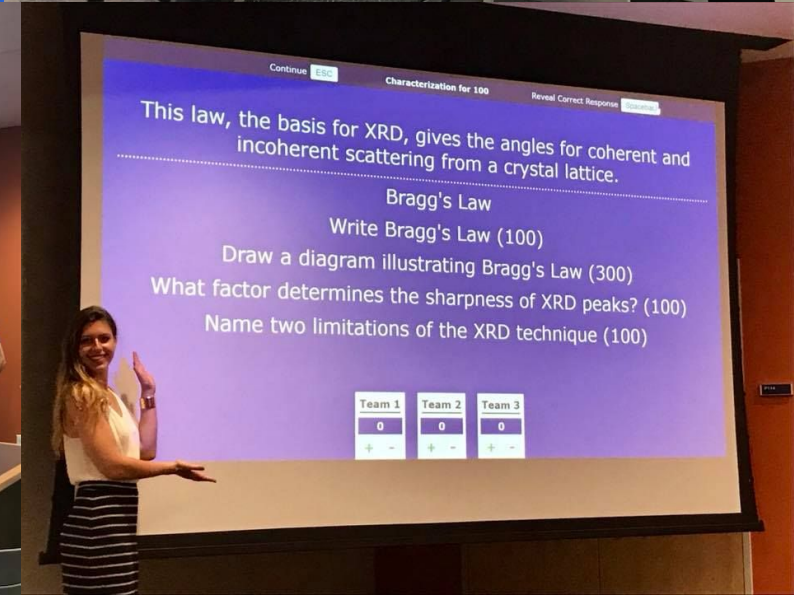 Continue ESC Characterization for 100 Reveal Correct Response Spacebar
This law, the basis for XRD, gives the angles for coherent and
incoherent scattering from a crystal lattice.
Bragg's Law
Write Bragg's Law (100)
Draw a diagram illustrating Bragg's Law (300)
What factor determines the sharpness of XRD peaks? (100)
Name two limitations of the XRD technique (100)
Team 1 Team 2 Team 3
0 0 0
+ - + - + -